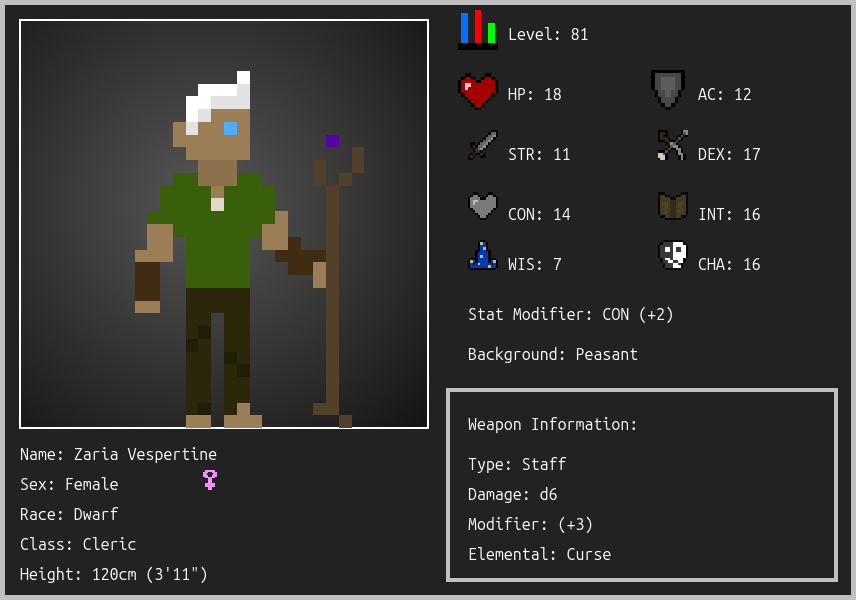 Level: 81
HP: 18
AC: 12
STR: 11
DEX: 17
CON: 14
INT: 16
WIS: 7
CHA: 16
Stat Modifier: CON (+2)
Background: Peasant
Weapon Information:
Type: Staff
Damage: d6
Modifier: (+3)
Elemental: Curse
Name: Zaria Vespertine
Sex: Female
Race: Dwarf
Class: Cleric
Height: 120cm (3'11")